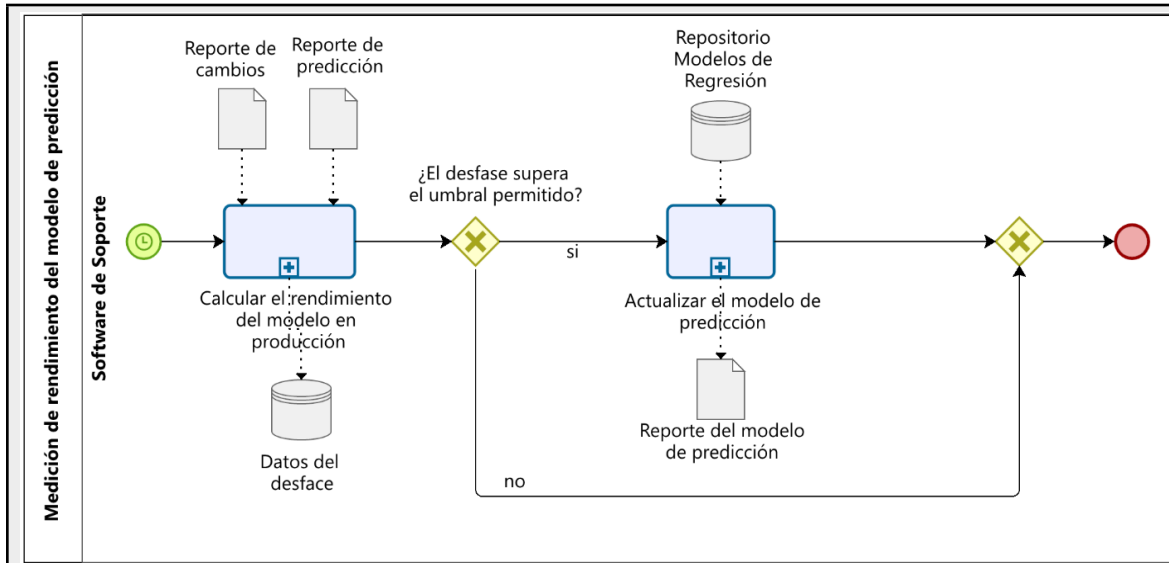 Medición de rendimiento del modelo de predicción
Software de Soporte
Reporte de
cambios
Reporte de
predicción
Repositorio
Modelos de
Regresión
¿El desfase supera
el umbral permitido?
si
Calcular el rendimiento
del modelo en
producción
Actualizar el modelo de
predicción
Datos del
desface
Reporte del modelo
de predicción
no